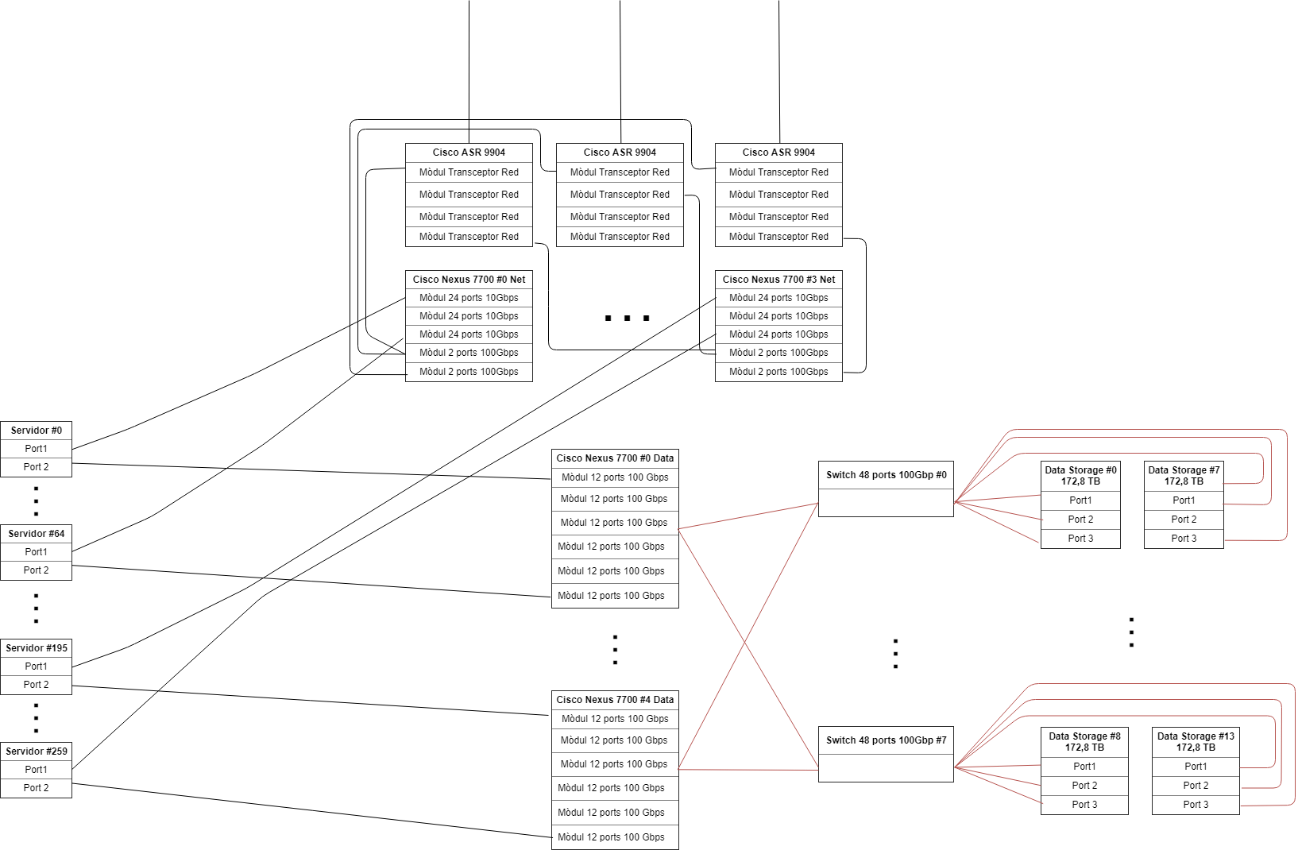 Cisco ASR 9904
Mòdul Transceptor Red
Mòdul Transceptor Red
Mòdul Transceptor Red
Mòdul Transceptor Red
Cisco ASR 9904
Mòdul Transceptor Red
Mòdul Transceptor Red
Mòdul Transceptor Red
Mòdul Transceptor Red
Cisco ASR 9904
Mòdul Transceptor Red
Mòdul Transceptor Red
Mòdul Transceptor Red
Mòdul Transceptor Red
Cisco Nexus 7700 #0 Net
Mòdul 24 ports 10Gbps
Mòdul 24 ports 10Gbps
Mòdul 24 ports 10Gbps
Mòdul 2 ports 100Gbps
Mòdul 2 ports 100Gbps
Cisco Nexus 7700 #3 Net
Mòdul 24 ports 10Gbps
Mòdul 24 ports 10Gbps
Mòdul 24 ports 10Gbps
Mòdul 2 ports 100Gbps
Mòdul 2 ports 100Gbps
Servidor #0
Port1
Port 2
Servidor #64
Port1
Port 2
Servidor #195
Port1
Port 2
Servidor #259
Port1
Port 2
Cisco Nexus 7700 #0 Data
Mòdul 12 ports 100 Gbps
Mòdul 12 ports 100 Gbps
Mòdul 12 ports 100 Gbps
Mòdul 12 ports 100 Gbps
Mòdul 12 ports 100 Gbps
Mòdul 12 ports 100 Gbps
Cisco Nexus 7700 #4 Data
Mòdul 12 ports 100 Gbps
Mòdul 12 ports 100 Gbps
Mòdul 12 ports 100 Gbps
Mòdul 12 ports 100 Gbps
Mòdul 12 ports 100 Gbps
Mòdul 12 ports 100 Gbps
Switch 48 ports 100Gbp #0
Switch 48 ports 100Gbp #7
Data Storage #0
172,8 TB
Port1
Port 2
Port 3
Data Storage #7
172,8 TB
Port1
Port 2
Port 3
Data Storage #8
172,8 TB
Port1
Port 2
Port 3
Data Storage #13
172,8 TB
Port1
Port 2
Port 3